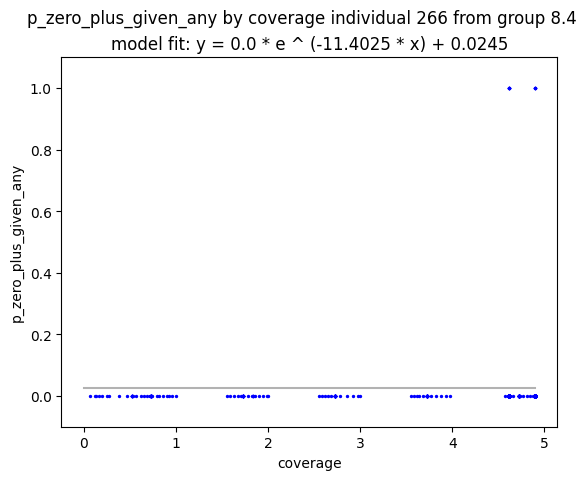 p_zero_plus_given_any by coverage individual 266 from group 8.4
model fit: y = 0.0 * e ^ (-11.4025 * x) + 0.0245
1.0
0.8
0.6
0.4
0.2
0.0
p_zero_plus_given_any
0 1 2 3 4 5
coverage